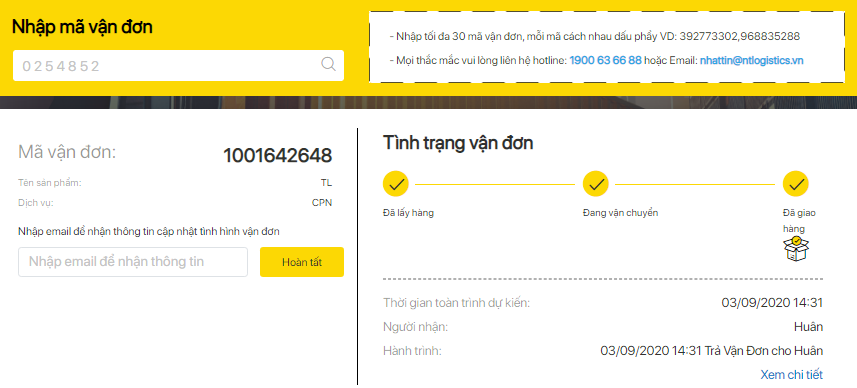 Nhập mã vận đơn
0254852
- Nhập tối đa 30 mã vận đơn, mỗi mã cách nhau dấu phẩy VD: 392773302,968835288
- Mọi thắc mắc vui lòng liên hệ hotline: 1900 63 66 88 hoặc Email: nhattin@ntlogistics.vn
Mã vận đơn: 1001642648
Tên sản phẩm: TL
Dịch vụ: CPN
Nhập email để nhận thông tin cập nhật tình hình vận đơn
Nhập email để nhận thông tin
Hoàn tất
Tình trạng vận đơn
Đã lấy hàng
Đang vận chuyển
Đã giao
hàng
Thời gian toàn trình dự kiến: 03/09/2020 14:31
Người nhận: Huân
Hành trình: 03/09/2020 14:31 Trả Vận Đơn cho Huân
Xem chi tiết